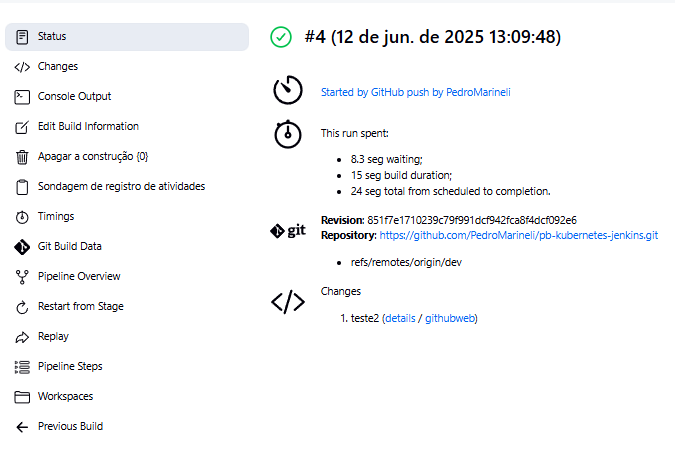 Status
Changes
Console Output
Edit Build Information
Apagar a construção {0}
Sondagem de registro de atividades
Timings
Git Build Data
Pipeline Overview
Restart from Stage
Replay
Pipeline Steps
Workspaces
Previous Build
#4 (12 de jun. de 2025 13:09:48)
Started by GitHub push by PedroMarineli
This run spent:
8.3 seg waiting;
15 seg build duration;
24 seg total from scheduled to completion.
git
Revision: 851f7e1710239c79f991dcf942fca8f4dcf092e6
Repository: https://github.com/PedroMarineli/pb-kubernetes-jenkins.git
refs/remotes/origin/dev
Changes
1. teste2 (details / githubweb)